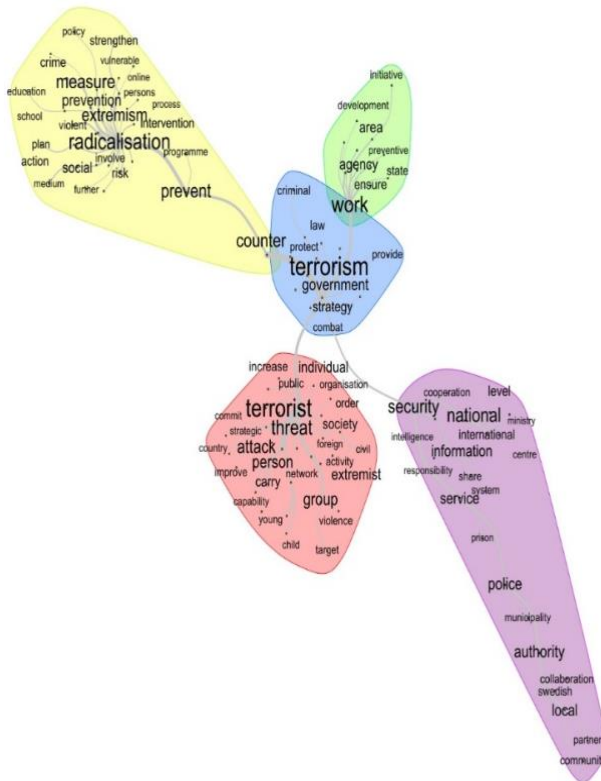 policy
strengthen
crime
vulnerable
measure
online
education
prevention
persons
process
school
extremism
violent
Intervention
radicalisation
plan
action
social
involve
programme
medium
risk
further
prevent
counter
initiative
development
area
preventive
agency
state
ensure
work
criminal
law
protect
provide
terrorism
government
strategy
combat
increase
individual
public
organisation
terrorist
order
commit
strategic
threat
society
country
attack
foreign
civil
person
activity
improve
network
extremist
carry
capability
group
young
violence
child
target
cooperation
level
security
national
ministry
intelligence
international
information
centre
responsibility
share
service
system
prison
police
municipality
authority
collaboration
swedish
local
partner
communit